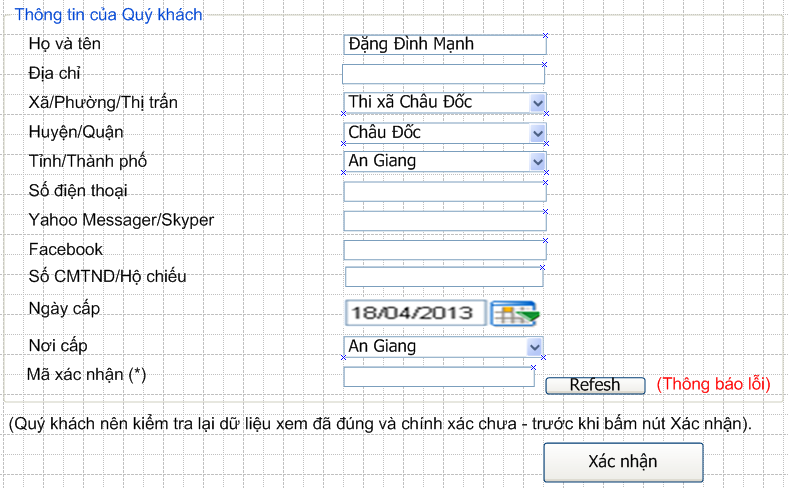 Thông tin của Quý khách
Họ và tên Đặng Đình Mạnh
Địa chỉ
Xã/Phường/Thị trấn Thi xã Châu Đốc
Huyện/Quận Châu Đốc
Tỉnh/Thành phố An Giang
Số điện thoại
Yahoo Messager/Skyper
Facebook
Số CMTND/Hộ chiếu
Ngày cấp 18/04/2013
Nơi cấp An Giang
Mã xác nhận (*)
Refesh (Thông báo lỗi)
(Quý khách nên kiểm tra lại dữ liệu xem đã đúng và chính xác chưa - trước khi bấm nút Xác nhận).
Xác nhận